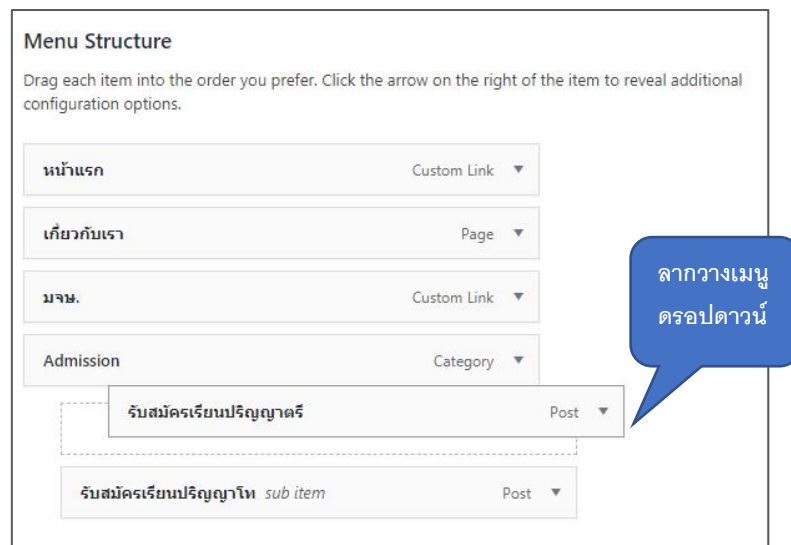 Menu Structure
Drag each item into the order you prefer. Click the arrow on the right of the item to reveal additional
configuration options.
หน้าแรก Custom Link
เกี่ยวกับเรา Page
มจษ. Custom Link
ลากวางเมนู
ดรอปดาวน์
Admission Category
รับสมัครเรียนปริญญาตรี Post
รับสมัครเรียนปริญญาโท sub item Post